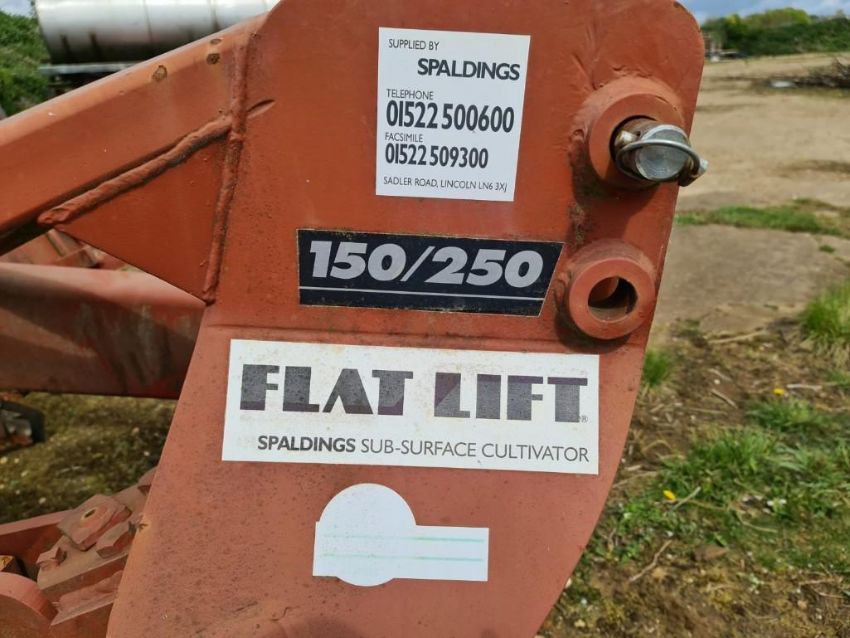 SUPPLIED BY
SPALDINGS
TELEPHONE
01522 500600
FACSIMILE
01522 509300
SADLER ROAD, LINCOLN LN6 3XJ
150/250
FLAT LIFT®
SPALDINGS SUB-SURFACE CULTIVATOR